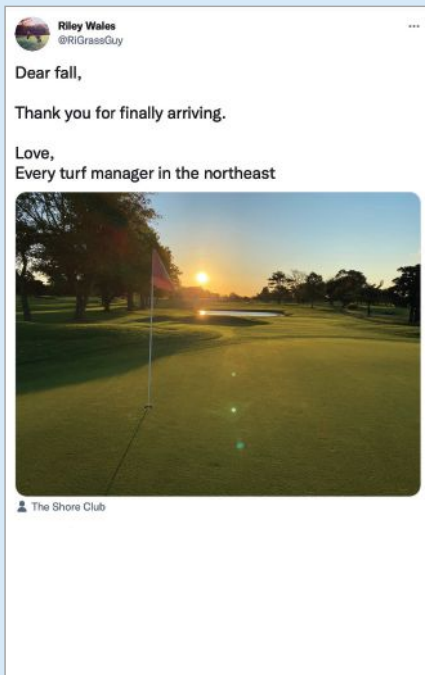 Riley Wales
@RiGrassGuy
...
Dear fall,
Thank you for finally arriving.
Love,
Every turf manager in the northeast
The Shore Club